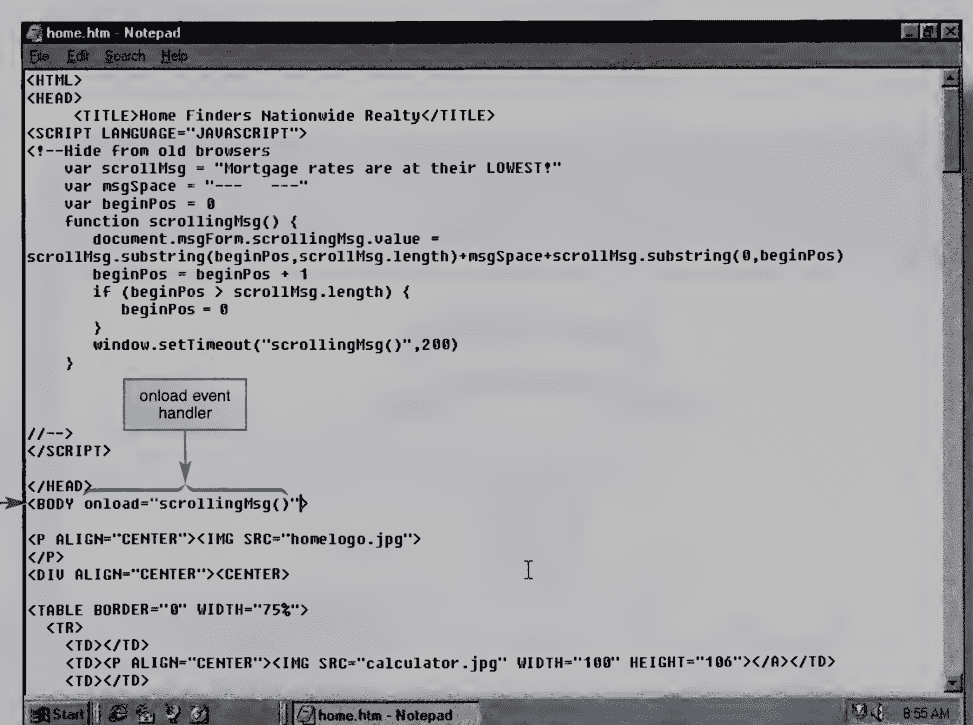 home.htm - Notepad
File Edit Search Help
<HTML>
<HEAD>
<TITLE>Home Finders Nationwide Realty</TITLE>
<SCRIPT LANGUAGE="JAVASCRIPT">
<!--Hide from old browsers
var scrollMsg = "Mortgage rates are at their LOWEST!"
var msgSpace = "---   ---"
var beginPos = 0
function scrollingMsg() {
document.msgForm.scrollingMsg.value =
scrollMsg.substring(beginPos,scrollMsg.length)+msgSpace+scrollMsg.substring(0,beginPos)
beginPos = beginPos + 1
if (beginPos > scrollMsg.length) {
beginPos = 0
}
window.setTimeout("scrollingMsg()",200)
}
onload event
handler
//-->
</SCRIPT>
</HEAD>
<BODY onload="scrollingMsg()">
<P ALIGN="CENTER"><IMG SRC="homelogo.jpg">
</P>
<DIV ALIGN="CENTER"><CENTER>
<TABLE BORDER="0" WIDTH="75%">
<TR>
<TD></TD>
<TD><P ALIGN="CENTER"><IMG SRC="calculator.jpg" WIDTH="100" HEIGHT="106"></A></TD>
<TD></TD>
Start home.htm - Notepad 8:55 AM